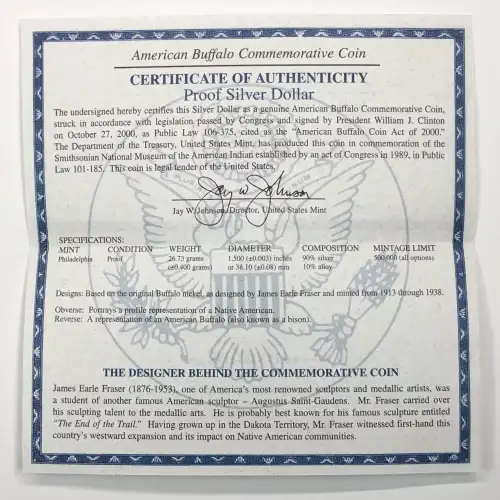 American Buffalo Commemorative Coin
CERTIFICATE OF AUTHENTICITY
Proof Silver Dollar
The undersigned hereby certifies this Silver Dollar as a genuine American Buffalo Commemorative Coin,
struck in accordance with legislation passed by Congress and signed by President William J. Clinton
on October 27, 2000, as Public Law 106-375, cited as the "American Buffalo Coin Act of 2000."
The Department of the Treasury, United States Mint, has produced this coin in commemoration of the
Smithsonian National Museum of the American Indian established by an act of Congress in 1989, in Public
Law 101-185. This coin is legal tender of the United States.
Jay W Johnson
Jay W. Johnson, Director, United States Mint
SPECIFICATIONS:
MINT CONDITION WEIGHT DIAMETER COMPOSITION MINTAGE LIMIT
Philadelphia Proof 26.73 grams 1.500 (±0.003) inches 90% silver 500,000 (all options)
(±0.400 grams) or 38.10 (±0.08) mm 10% alloy
Designs: Based on the original Buffalo nickel, as designed by James Earle Fraser and minted from 1913 through 1938.
Obverse: Portrays a profile representation of a Native American.
Reverse: A representation of an American Buffalo (also known as a bison).
THE DESIGNER BEHIND THE COMMEMORATIVE COIN
James Earle Fraser (1876-1953), one of America's most renowned sculptors and medallic artists, was
a student of another famous American sculptor – Augustus Saint-Gaudens. Mr. Fraser carried over
his sculpting talent to the medallic arts. He is probably best known for his famous sculpture entitled
"The End of the Trail." Having grown up in the Dakota Territory, Mr. Fraser witnessed first-hand this
country's westward expansion and its impact on Native American communities.